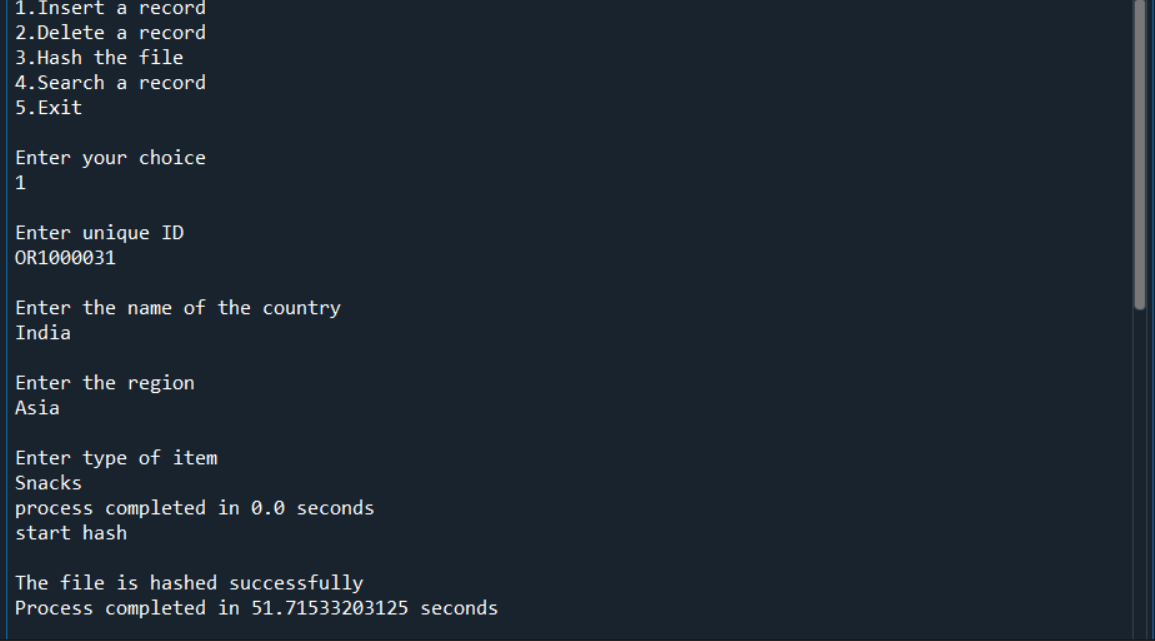 1.Insert a record
2.Delete a record
3.Hash the file
4.Search a record
5.Exit
Enter your choice
1
Enter unique ID
OR1000031
Enter the name of the country
India
Enter the region
Asia
Enter type of item
Snacks
process completed in 0.0 seconds
start hash
The file is hashed successfully
Process completed in 51.71533203125 seconds